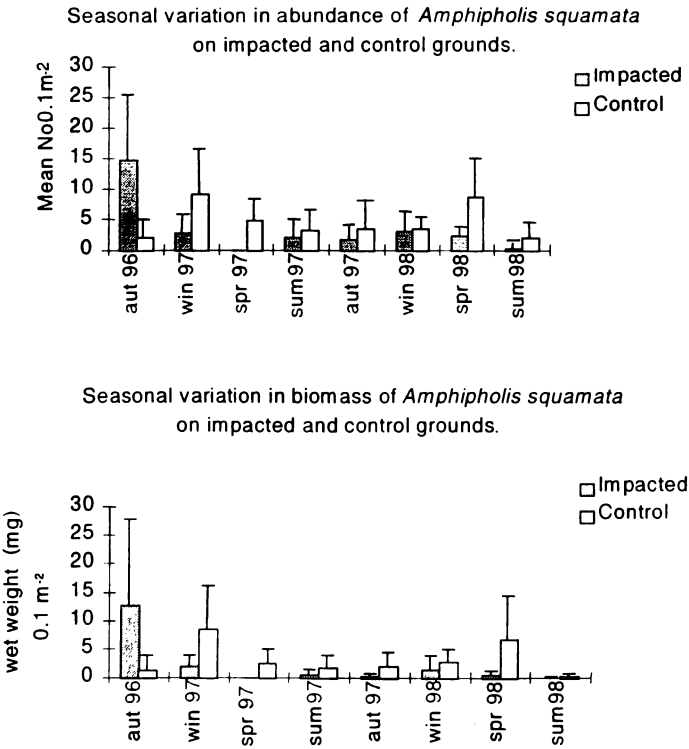 Seasonal variation in abundance of Amphipholis squamata
on impacted and control grounds.
Impacted
Control
Mean No0.1m-2
30
25
20
15
10
5
0
aut 96
win 97
spr 97
sum97
aut 97
win 98
spr 98
sum98
Seasonal variation in biomass of Amphipholis squamata
on impacted and control grounds.
Impacted
Control
wet weight (mg)
0.1 m-2
30
25
20
15
10
5
0
aut 96
win 97
spr 97
sum97
aut 97
win 98
spr 98
sum98